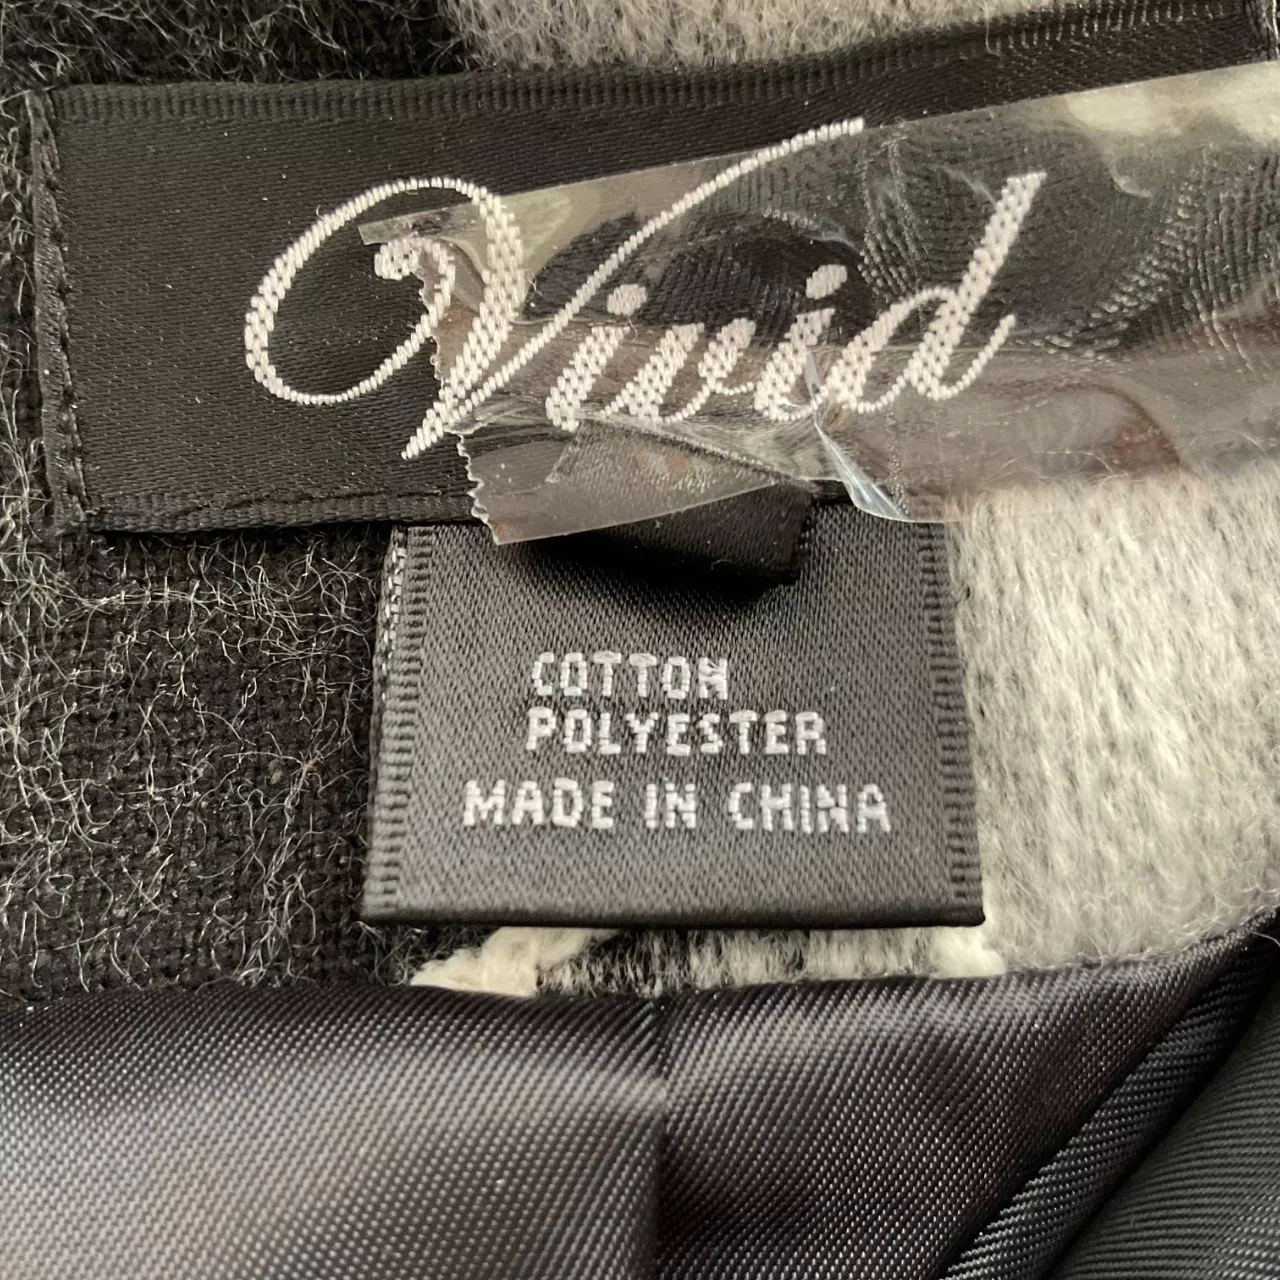 Vivid
COTTON
POLYESTER
MADE IN CHINA